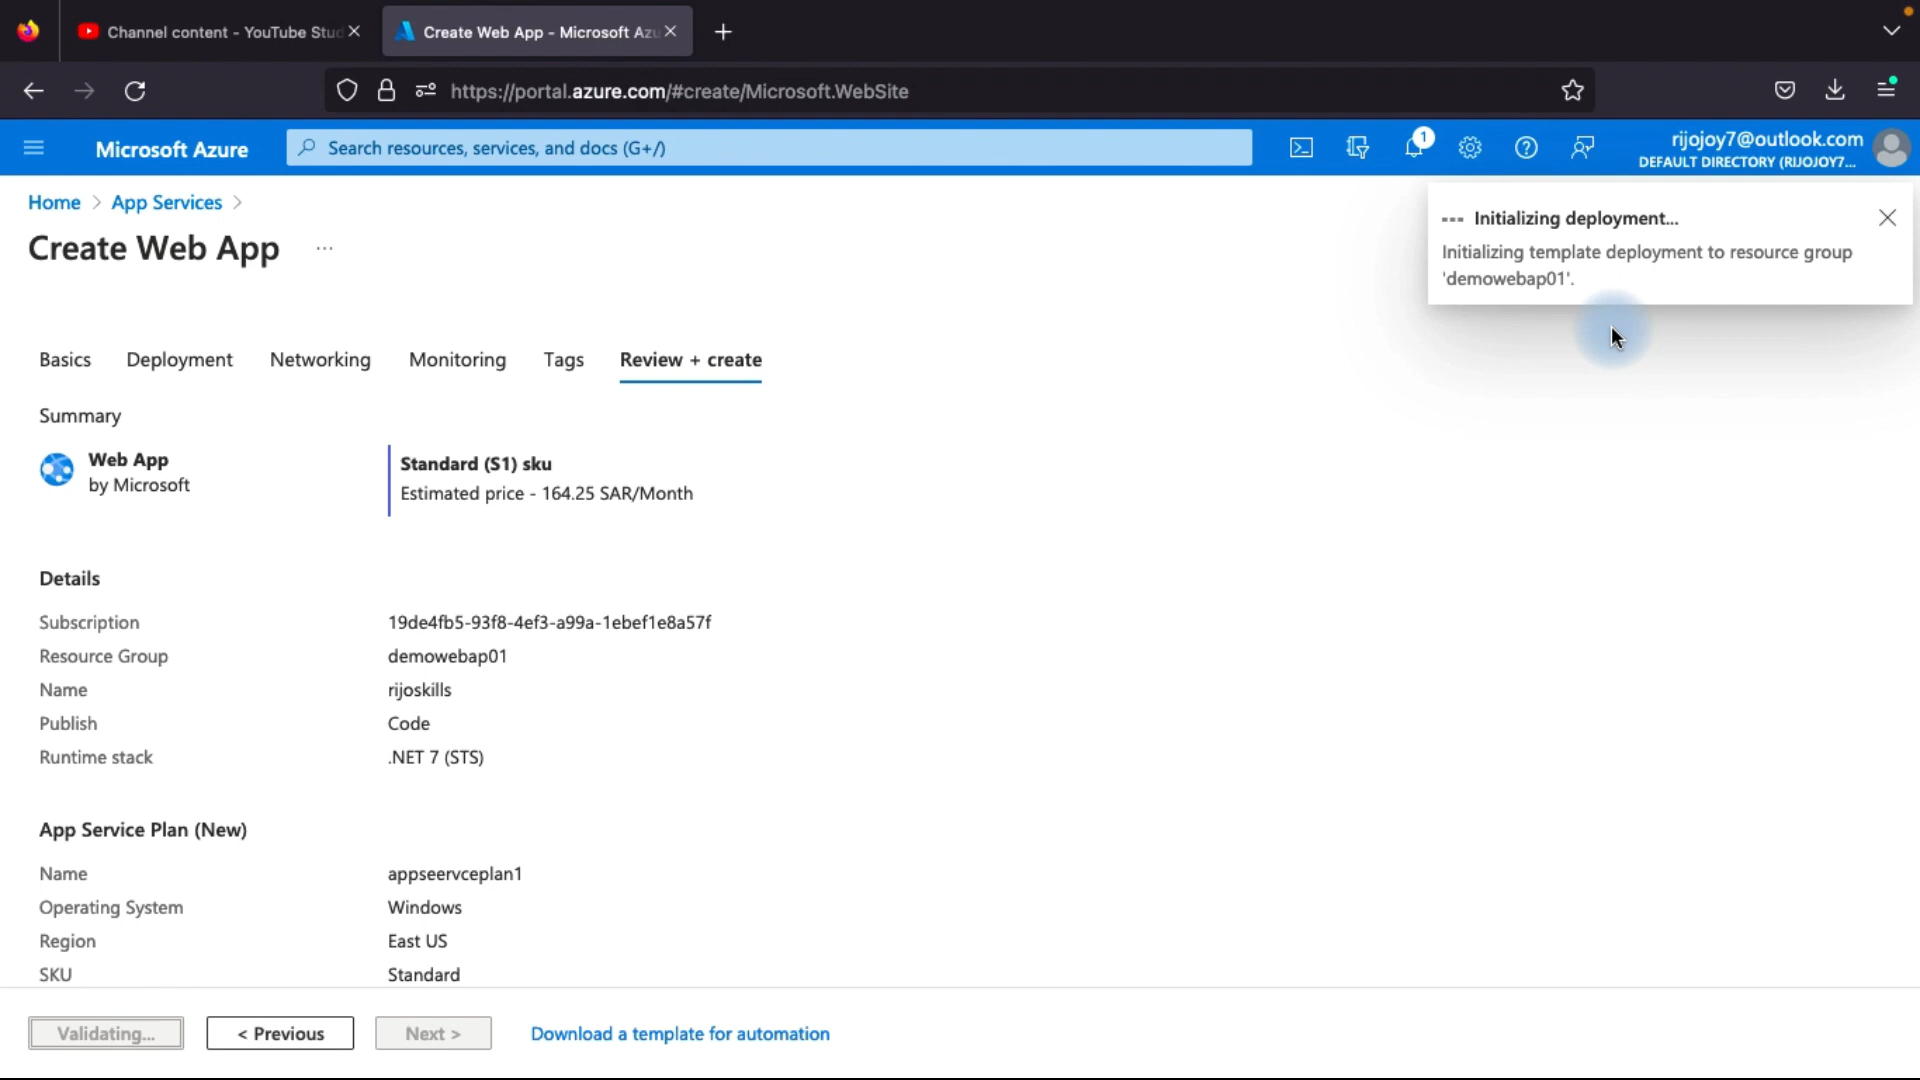 Channel content - YouTube Stud
Create Web App - Microsoft Azu
https://portal.azure.com/#create/Microsoft.WebSite
Microsoft Azure
Search resources, services, and docs (G+/)
1
rijojoy7@outlook.com
DEFAULT DIRECTORY (RIJOJOY7...
Home > App Services >
Create Web App ...
Initializing deployment...
Initializing template deployment to resource group
'demowebap01'.
Basics Deployment Networking Monitoring Tags Review + create
Summary
Web App
by Microsoft
Standard (S1) sku
Estimated price - 164.25 SAR/Month
Details
Subscription 19de4fb5-93f8-4ef3-a99a-1ebef1e8a57f
Resource Group demowebap01
Name rijoskills
Publish Code
Runtime stack .NET 7 (STS)
App Service Plan (New)
Name appseervceplan1
Operating System Windows
Region East US
SKU Standard
Validating... < Previous Next > Download a template for automation